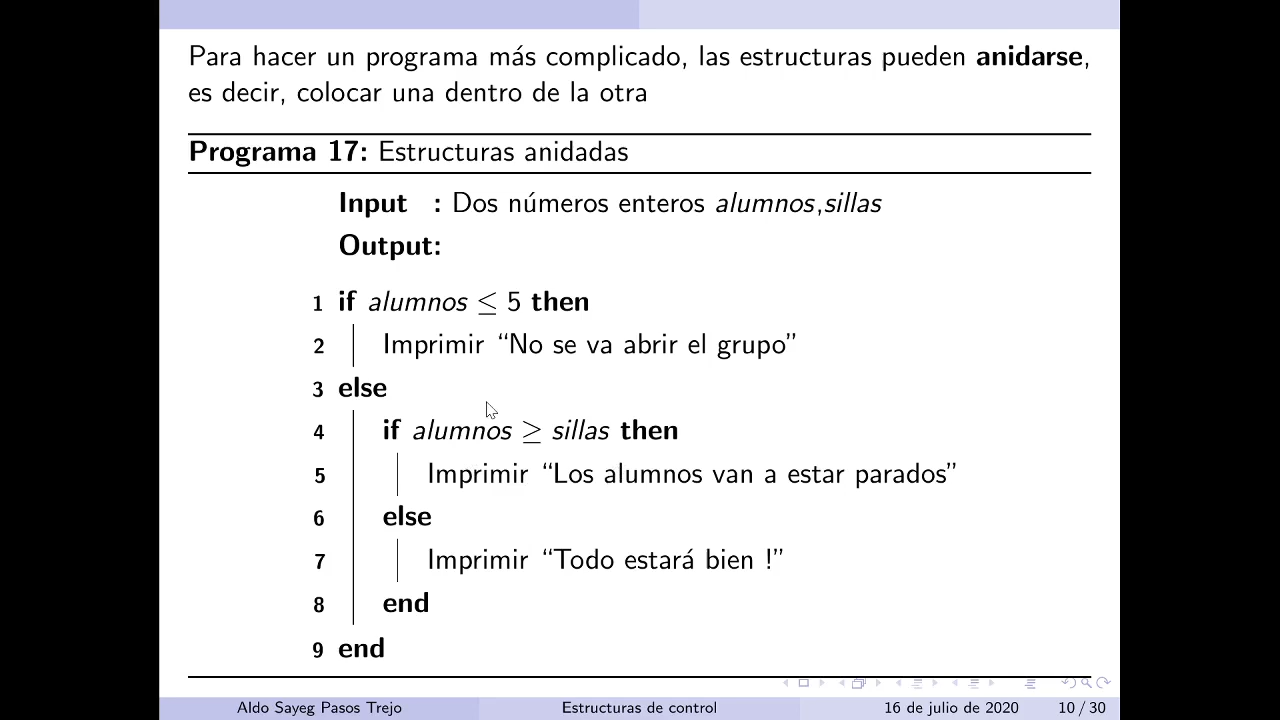 Para hacer un programa más complicado, las estructuras pueden anidarse,
es decir, colocar una dentro de la otra
Programa 17: Estructuras anidadas
Input : Dos números enteros alumnos,sillas
Output:
1 if alumnos ≤ 5 then
2 Imprimir “No se va abrir el grupo”
3 else
4 if alumnos ≥ sillas then
5 Imprimir “Los alumnos van a estar parados”
6 else
7 Imprimir “Todo estará bien !”
8 end
9 end
Aldo Sayeg Pasos Trejo Estructuras de control 16 de julio de 2020 10 / 30